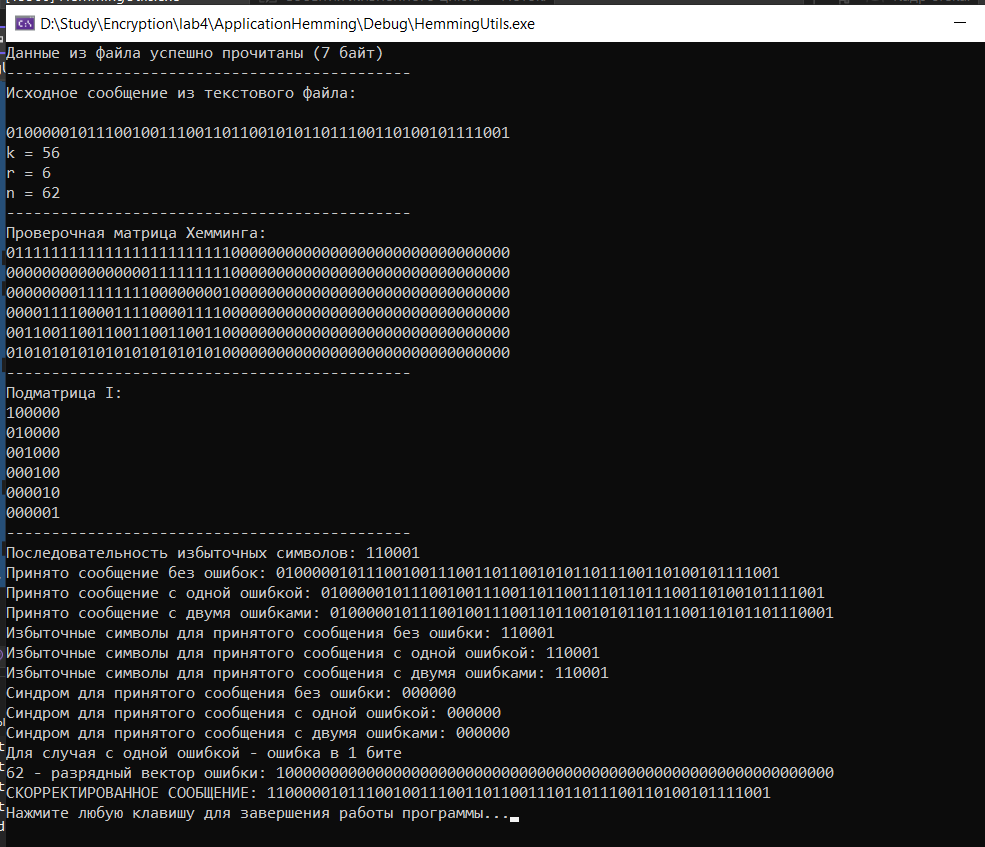 D:\Study\Encryption\lab4\ApplicationHemming\Debug\HemmingUtils.exe
Данные из файла успешно прочитаны (7 байт)
---------------------------------------------
Исходное сообщение из текстового файла:
01000001011100100111001101100101011011100110100101111001
k = 56
r = 6
n = 62
---------------------------------------------
Проверочная матрица Хемминга:
01111111111111111111111110000000000000000000000000000000
00000000000000001111111110000000000000000000000000000000
00000000111111110000000010000000000000000000000000000000
00001111000011110000111100000000000000000000000000000000
00110011001100110011001100000000000000000000000000000000
01010101010101010101010100000000000000000000000000000000
---------------------------------------------
Подматрица I:
100000
010000
001000
000100
000010
000001
---------------------------------------------
Последовательность избыточных символов: 110001
Принято сообщение без ошибок: 01000001011100100111001101100101011011100110100101111001
Принято сообщение с одной ошибкой: 01000001011100100111001101100111011011100110100101111001
Принято сообщение с двумя ошибками: 01000001011100100111001101100101011011100110101101110001
Избыточные символы для принятого сообщения без ошибки: 110001
Избыточные символы для принятого сообщения с одной ошибкой: 110001
Избыточные символы для принятого сообщения с двумя ошибками: 110001
Синдром для принятого сообщения без ошибки: 000000
Синдром для принятого сообщения с одной ошибкой: 000000
Синдром для принятого сообщения с двумя ошибками: 000000
Для случая с одной ошибкой - ошибка в 1 бите
62 - разрядный вектор ошибки: 10000000000000000000000000000000000000000000000000000000000000
СКОРРЕКТИРОВАННОЕ СООБЩЕНИЕ: 11000001011100100111001101100111011011100110100101111001
Нажмите любую клавишу для завершения работы программы...